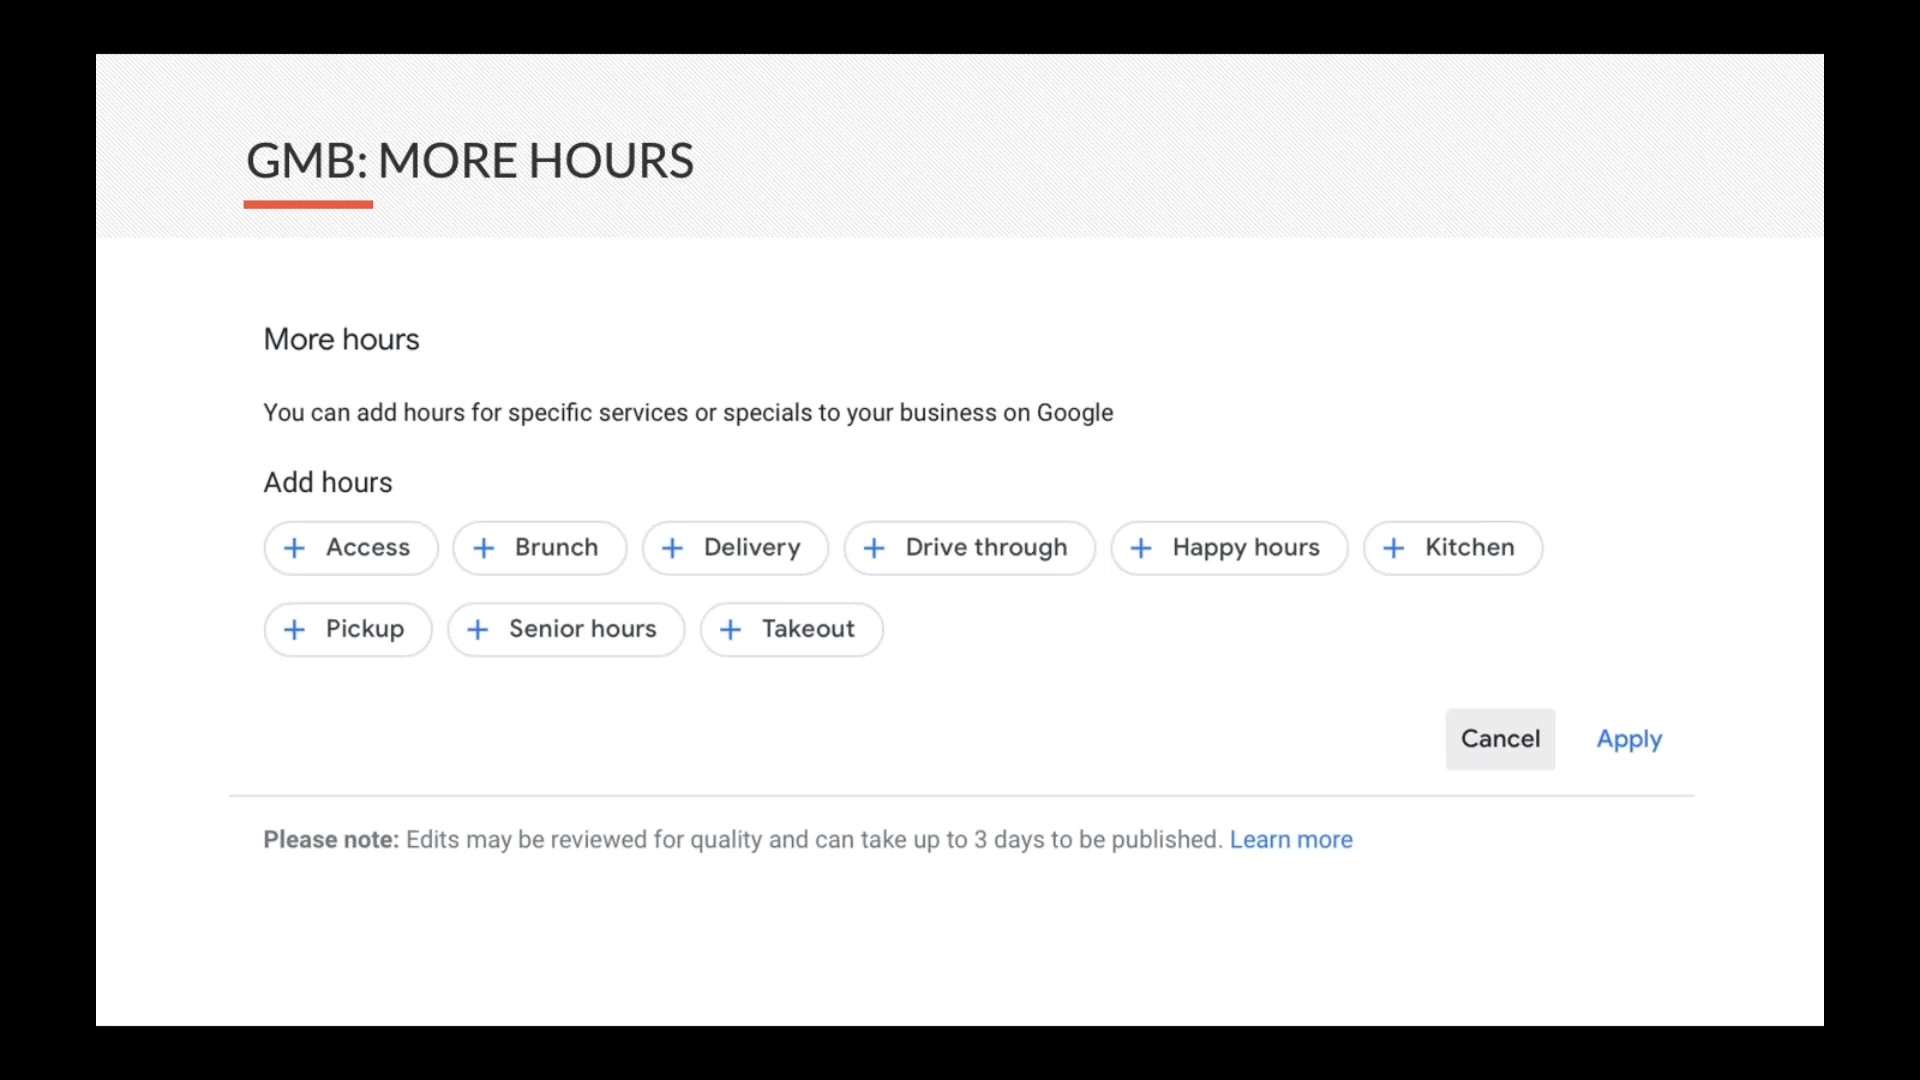 GMB: MORE HOURS
More hours
You can add hours for specific services or specials to your business on Google
Add hours
+ Access + Brunch + Delivery + Drive through + Happy hours + Kitchen
+ Pickup + Senior hours + Takeout
Cancel Apply
Please note: Edits may be reviewed for quality and can take up to 3 days to be published. Learn more